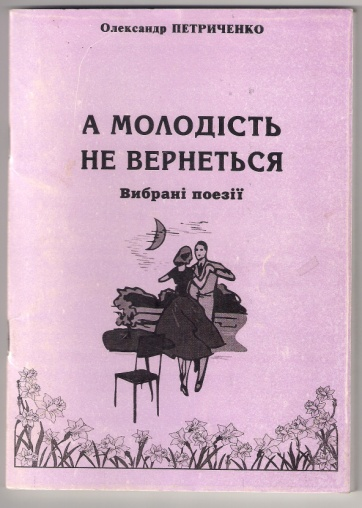 Олександр ПЕТРИЧЕНКО
А МОЛОДІСТЬ
НЕ ВЕРНЕТЬСЯ
Вибрані поезії